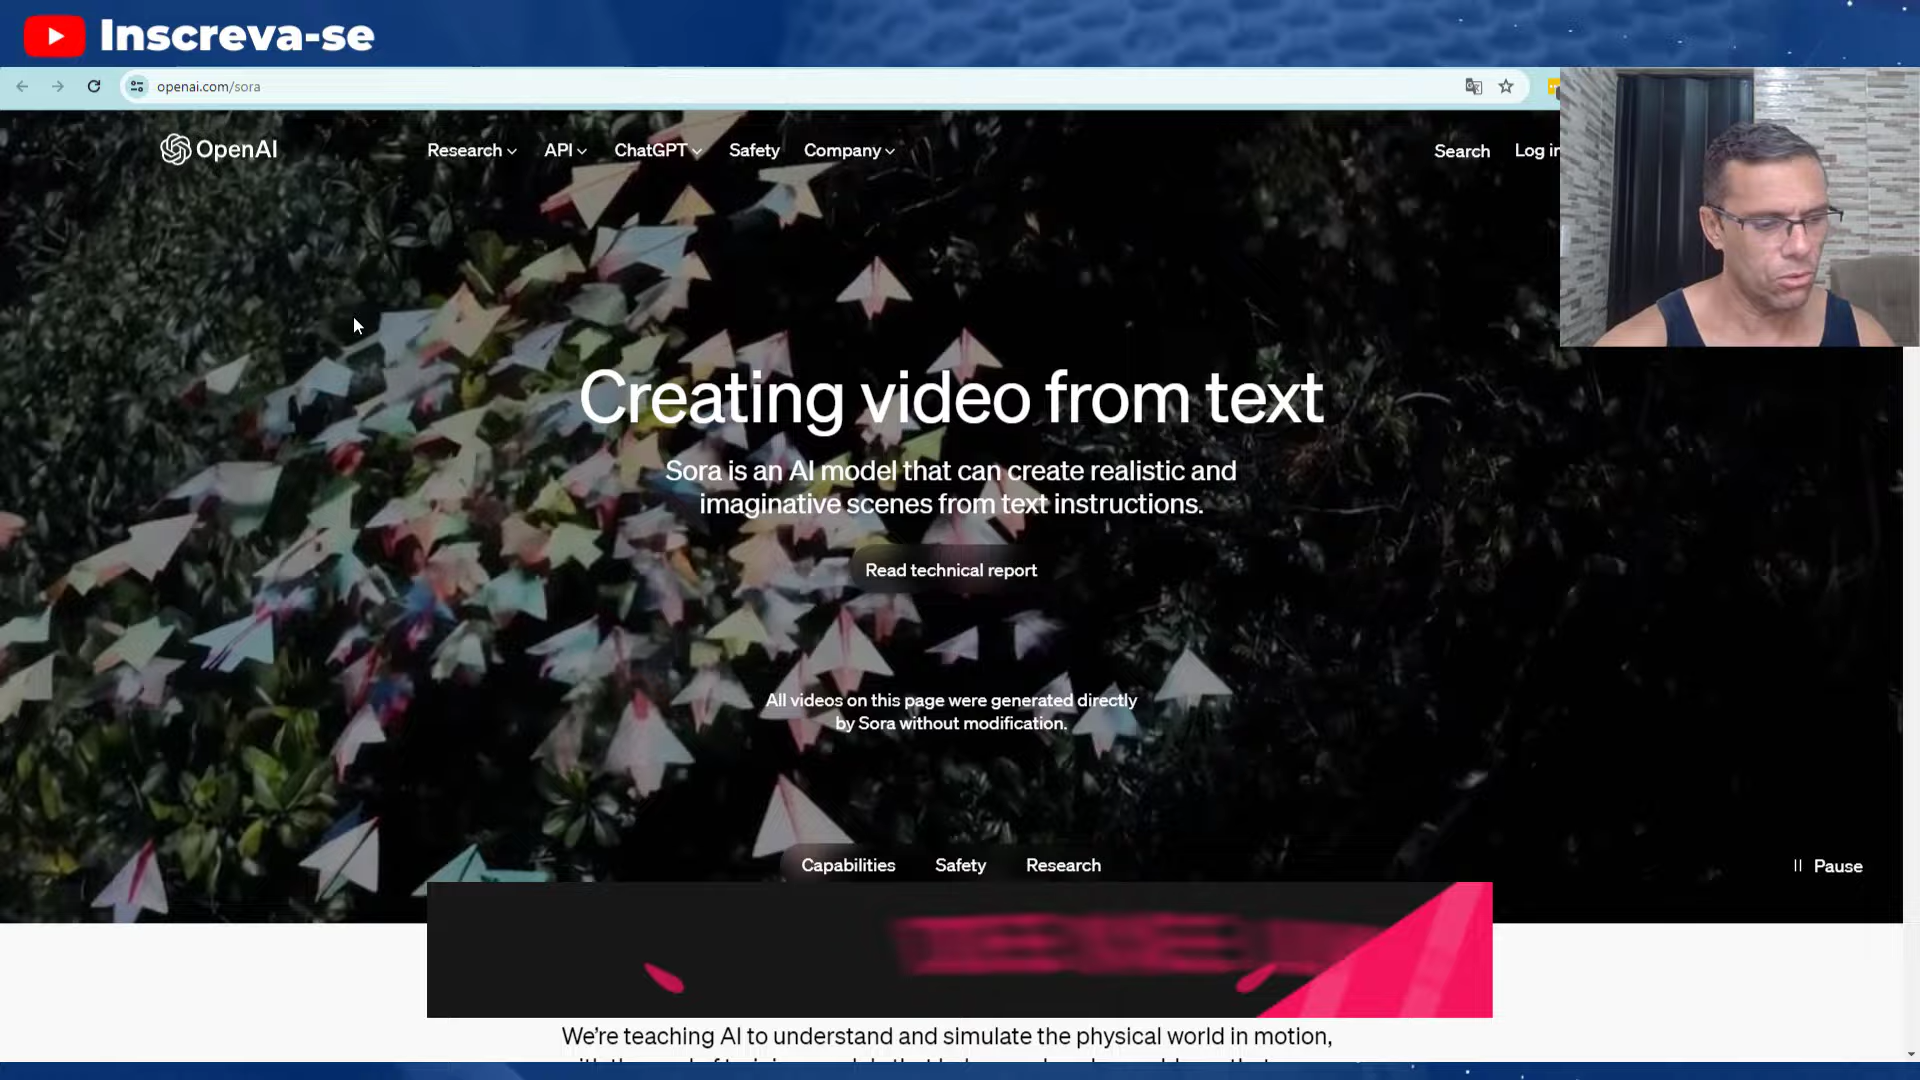 Inscreva-se
openai.com/sora
OpenAI
Research
API
ChatGPT
Safety
Company
Search
Log in
Creating video from text
Sora is an AI model that can create realistic and
imaginative scenes from text instructions.
Read technical report
All videos on this page were generated directly
by Sora without modification.
Capabilities
Safety
Research
Pause
We’re teaching AI to understand and simulate the physical world in motion,